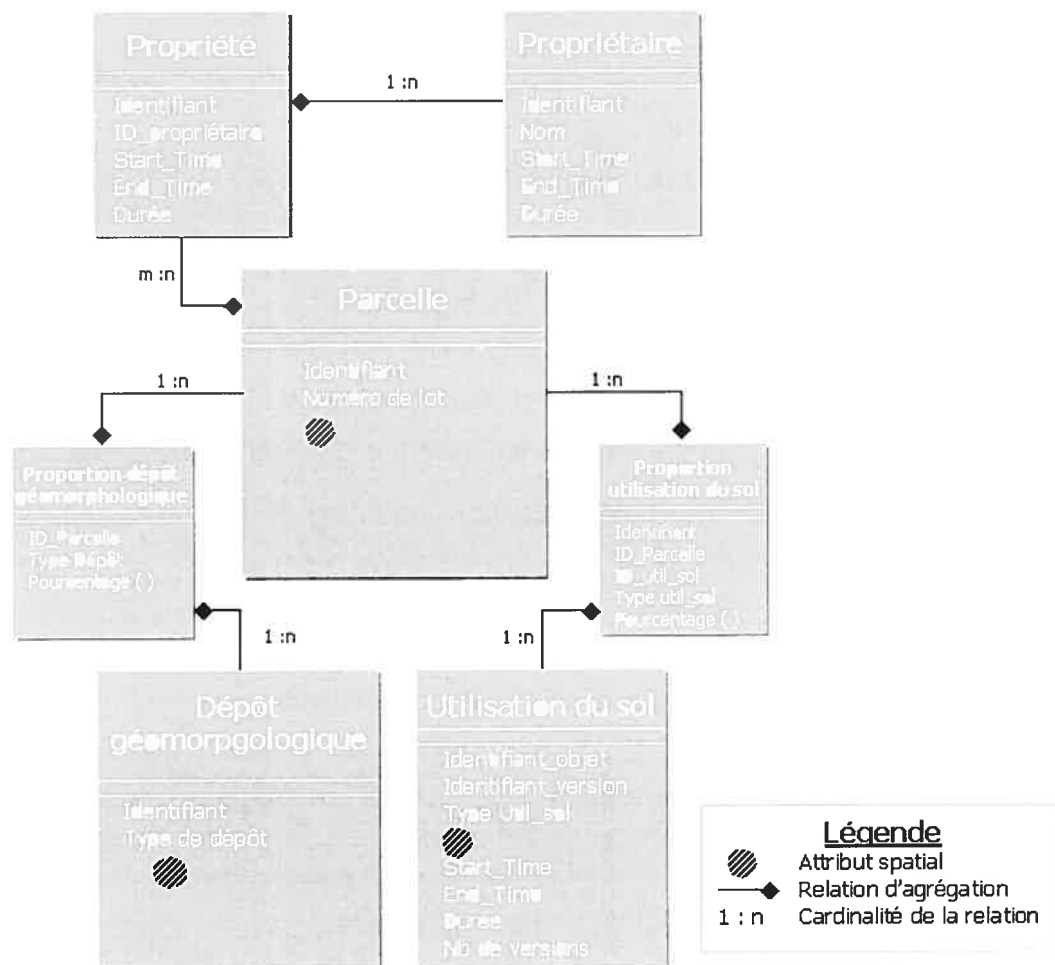 Propriété
Identifiant
ID_propriétaire
Start_Time
End_Time
Durée
1 :n
Propriétaire
Identifiant
Nom
Start_Time
End_Time
Durée
m :n
Parcelle
Identifiant
Numéro de lot
1 :n
1 :n
Proportion dépôt
géomorphologique
ID_Parcelle
Type Dépôt
Pourcentage ( )
Proportion
utilisation du sol
Identifiant
ID_Parcelle
ID_util_sol
Type util_sol
Pourcentage ( )
1 :n
1 :n
Dépôt
géomorpgologique
Identifiant
Type de dépôt
Utilisation du sol
Identifiant_objet
Identifiant_version
Type Util_sol
Start_Time
End_Time
Durée
Nb de versions
Légende
Attribut spatial
Relation d'agrégation
1 : n Cardinalité de la relation